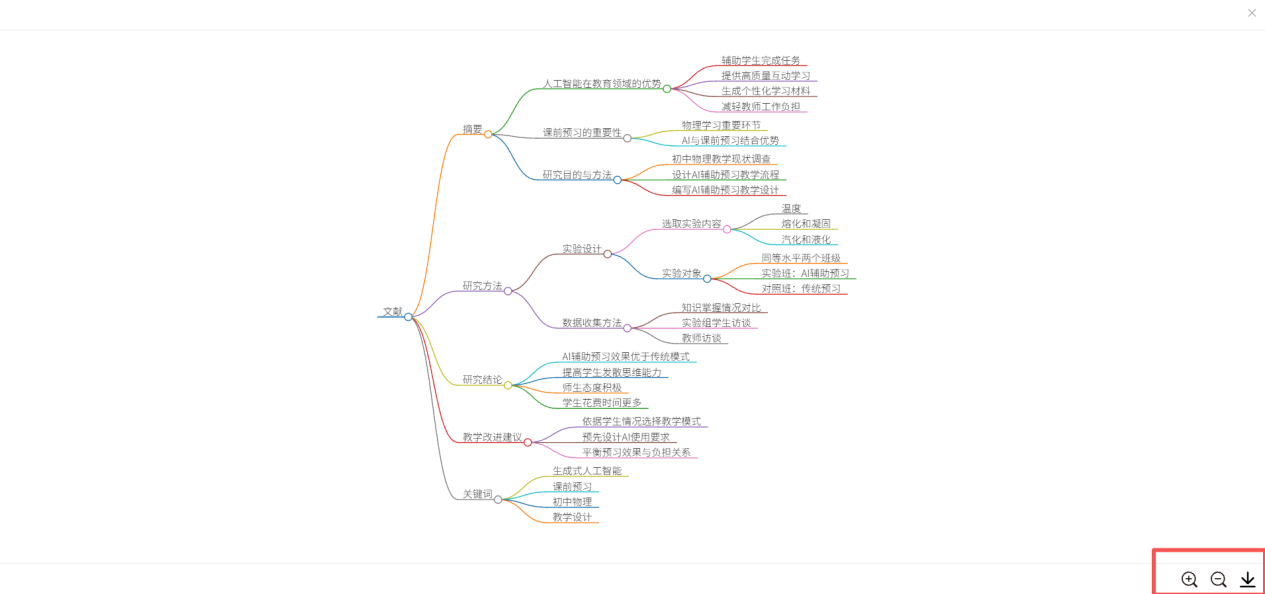 文献
摘要
人工智能在教育领域的优势
辅助学生完成任务
提供高质量互动学习
生成个性化学习材料
减轻教师工作负担
课前预习的重要性
物理学习重要环节
AI与课前预习结合优势
研究目的与方法
初中物理教学现状调查
设计AI辅助预习教学流程
编写AI辅助预习教学设计
研究方法
实验设计
选取实验内容
温度
熔化和凝固
汽化和液化
实验对象
同等水平两个班级
实验班：AI辅助预习
对照班：传统预习
数据收集方法
知识掌握情况对比
实验组学生访谈
教师访谈
研究结论
AI辅助预习效果优于传统模式
提高学生发散思维能力
师生态度积极
学生花费时间更多
教学改进建议
依据学生情况选择教学模式
预先设计AI使用要求
平衡预习效果与负担关系
关键词
生成式人工智能
课前预习
初中物理
教学设计